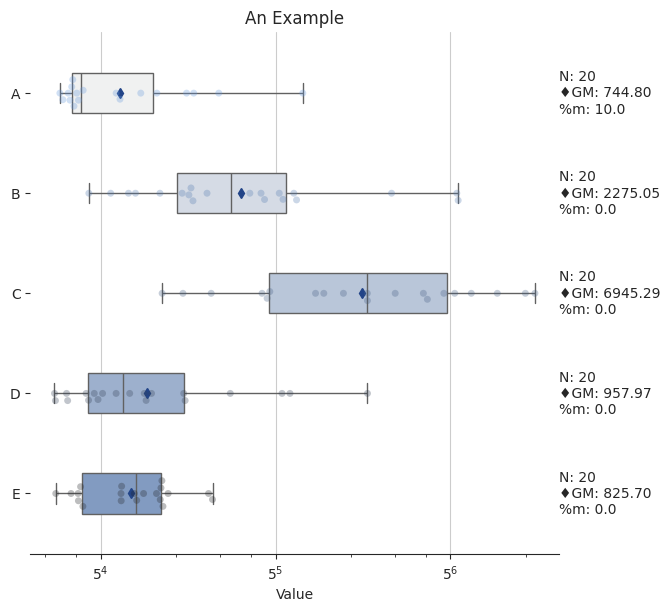 An Example
A
N: 20
♦GM: 744.80
%m: 10.0
B
N: 20
♦GM: 2275.05
%m: 0.0
C
N: 20
♦GM: 6945.29
%m: 0.0
D
N: 20
♦GM: 957.97
%m: 0.0
E
N: 20
♦GM: 825.70
%m: 0.0
5⁴ 5⁵ 5⁶
Value